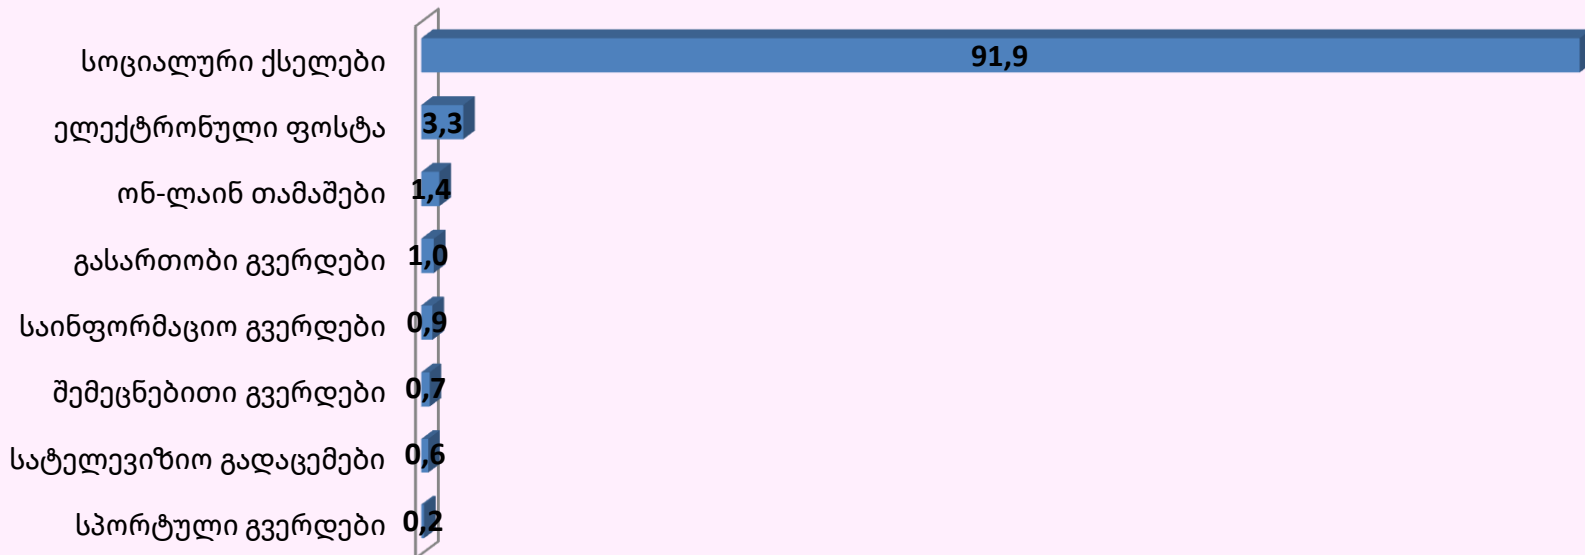 სოციალური ქსელები 91,9
ელექტრონული ფოსტა 3,3
ონ-ლაინ თამაშები 1,4
გასართობი გვერდები 1,0
საინფორმაციო გვერდები 0,9
შემეცნებითი გვერდები 0,7
სატელევიზიო გადაცემები 0,6
სპორტული გვერდები 0,2